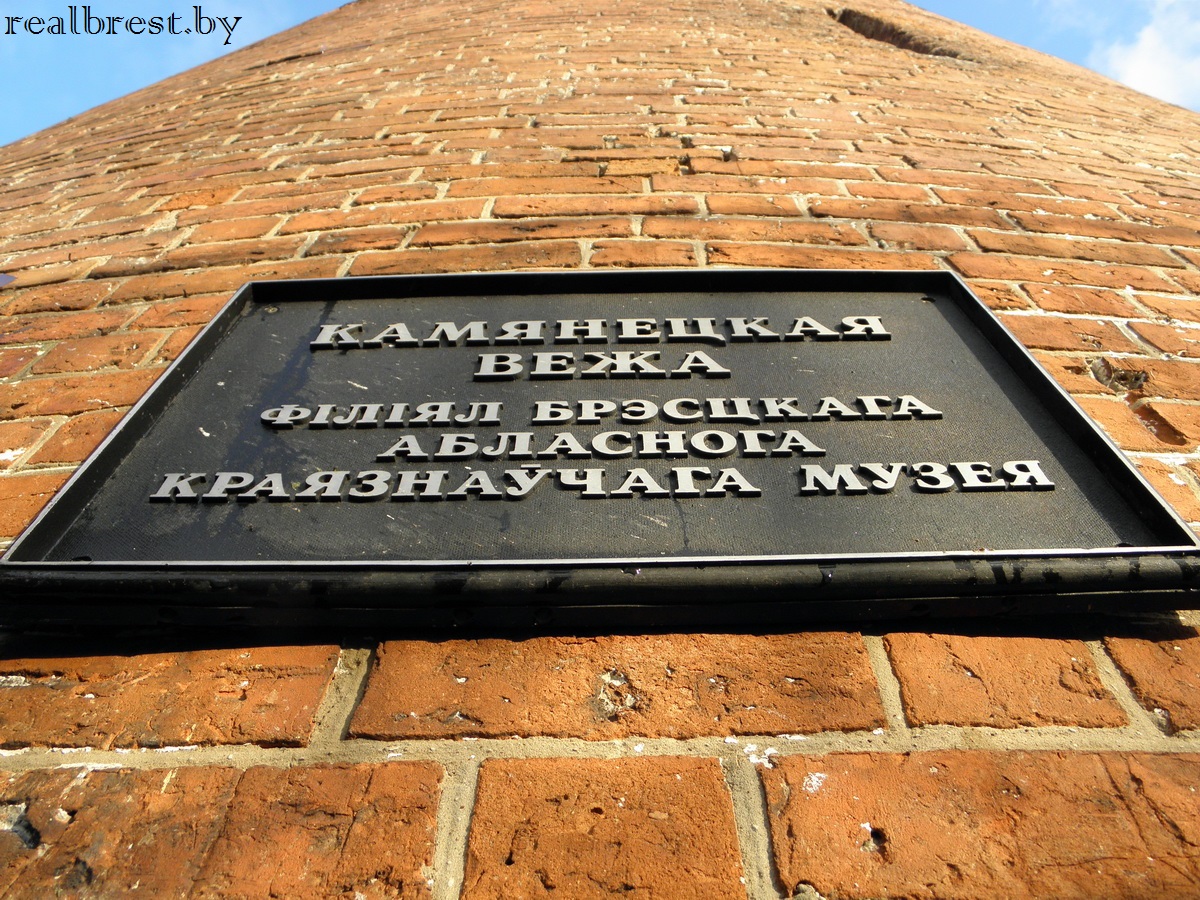 realbrest.by
КАМЯНЕЦКАЯ
ВЕЖА
ФІЛІЯЛ БРЭСЦКАГА
АБЛАСНОГА
КРАЯЗНАЎЧАГА МУЗЕЯ